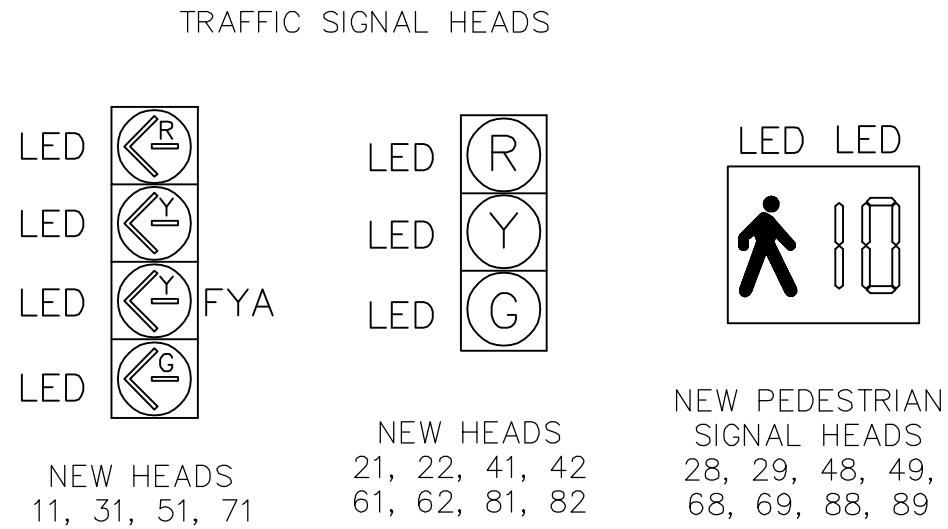 TRAFFIC SIGNAL HEADS
LED R
LED Y
LED Y FYA
LED G
NEW HEADS
11, 31, 51, 71
LED R
LED Y
LED G
NEW HEADS
21, 22, 41, 42
61, 62, 81, 82
LED LED
10
NEW PEDESTRIAN
SIGNAL HEADS
28, 29, 48, 49,
68, 69, 88, 89